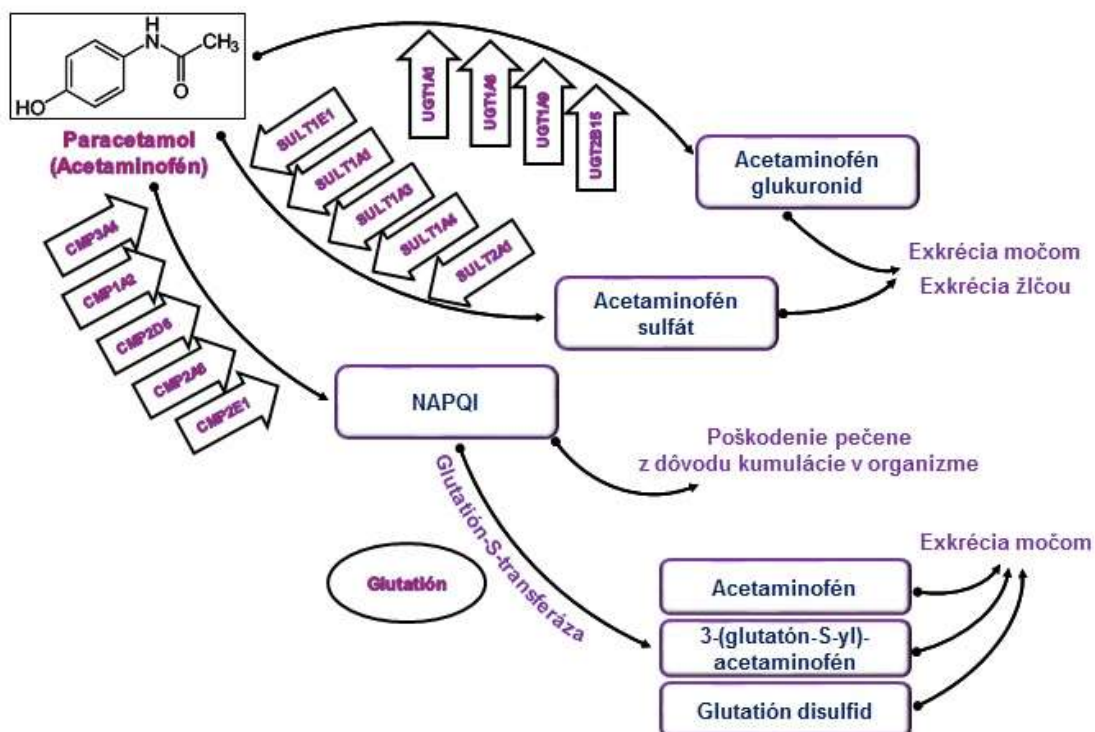 H
N
CH3
O
HO
Paracetamol
(Acetaminofén)
UGT1A1
UGT1A6
UGT1A9
UGT2B15
SULT1E1
SULT1A1
SULT1A3
SULT1A4
SULT2A1
CMP3A4
CMP1A2
CMP2D6
CMP2A6
CMP2E1
Acetaminofén
glukuronid
Exkrécia močom
Exkrécia žlčou
Acetaminofén
sulfát
NAPQI
Poškodenie pečene
z dôvodu kumulácie v organizme
Glutatión-S-transferáza
Glutatión
Exkrécia močom
Acetaminofén
3-(glutatón-S-yl)-
acetaminofén
Glutatión disulfid